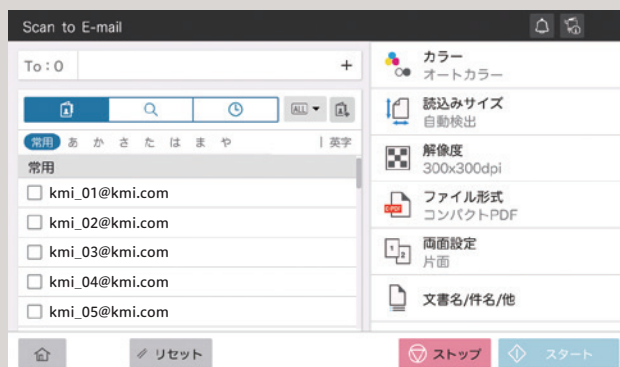 Scan to E-mail
To:0
+
ALL
常用 あ か さ た は ま や | 英字
常用
kmi_01@kmi.com
kmi_02@kmi.com
kmi_03@kmi.com
kmi_04@kmi.com
kmi_05@kmi.com
カラー
オートカラー
読込みサイズ
自動検出
解像度
300x300dpi
C-PDF
ファイル形式
コンパクトPDF
1 2
両面設定
片面
文書名/件名/他
リセット
ストップ
スタート